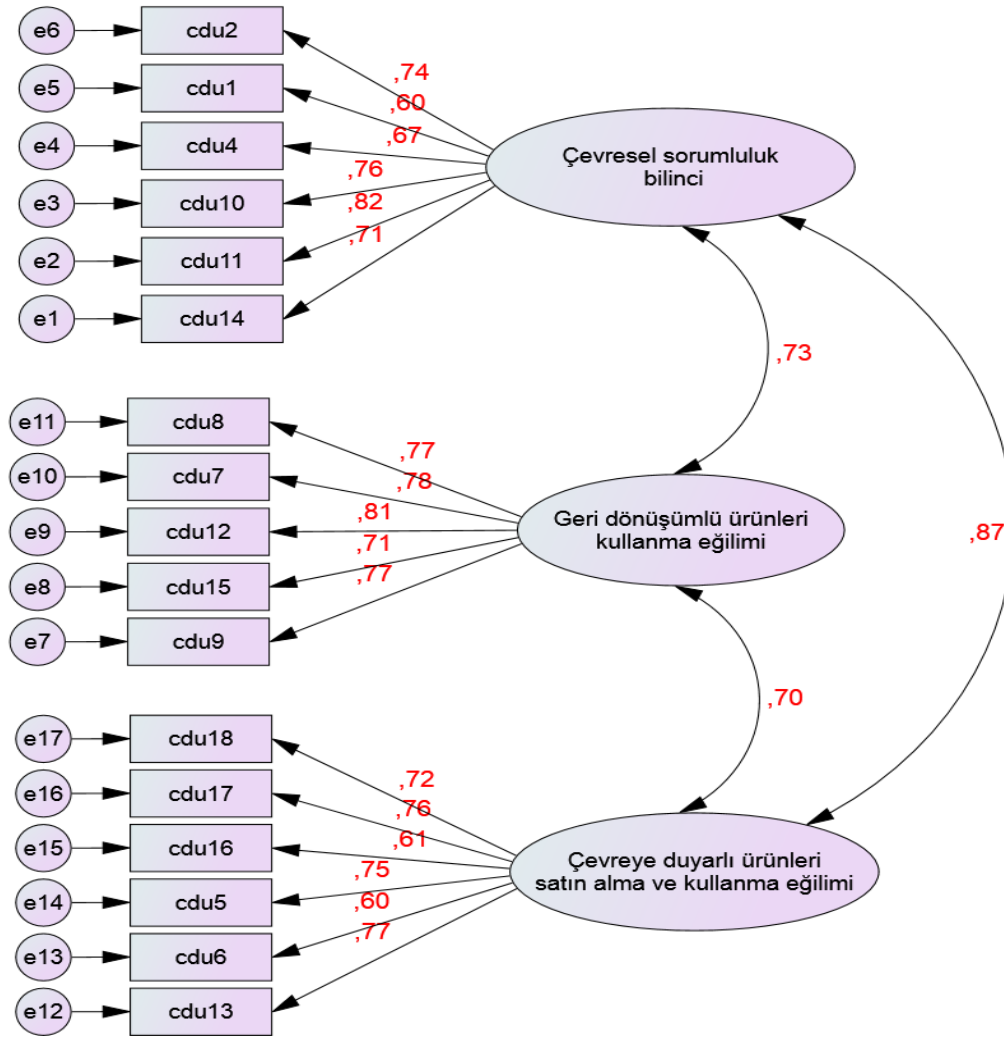 e6
cdu2
,74
e5
cdu1
,60
e4
cdu4
,67
e3
cdu10
,76
e2
cdu11
,82
e1
cdu14
,71
Çevresel sorumluluk
bilinci
,73
e11
cdu8
,77
e10
cdu7
,78
e9
cdu12
,81
e8
cdu15
,71
e7
cdu9
,77
Geri dönüşümlü ürünleri
kullanma eğilimi
,87
,70
e17
cdu18
,72
e16
cdu17
,76
e15
cdu16
,61
e14
cdu5
,75
e13
cdu6
,60
e12
cdu13
,77
Çevreye duyarlı ürünleri
satın alma ve kullanma eğilimi